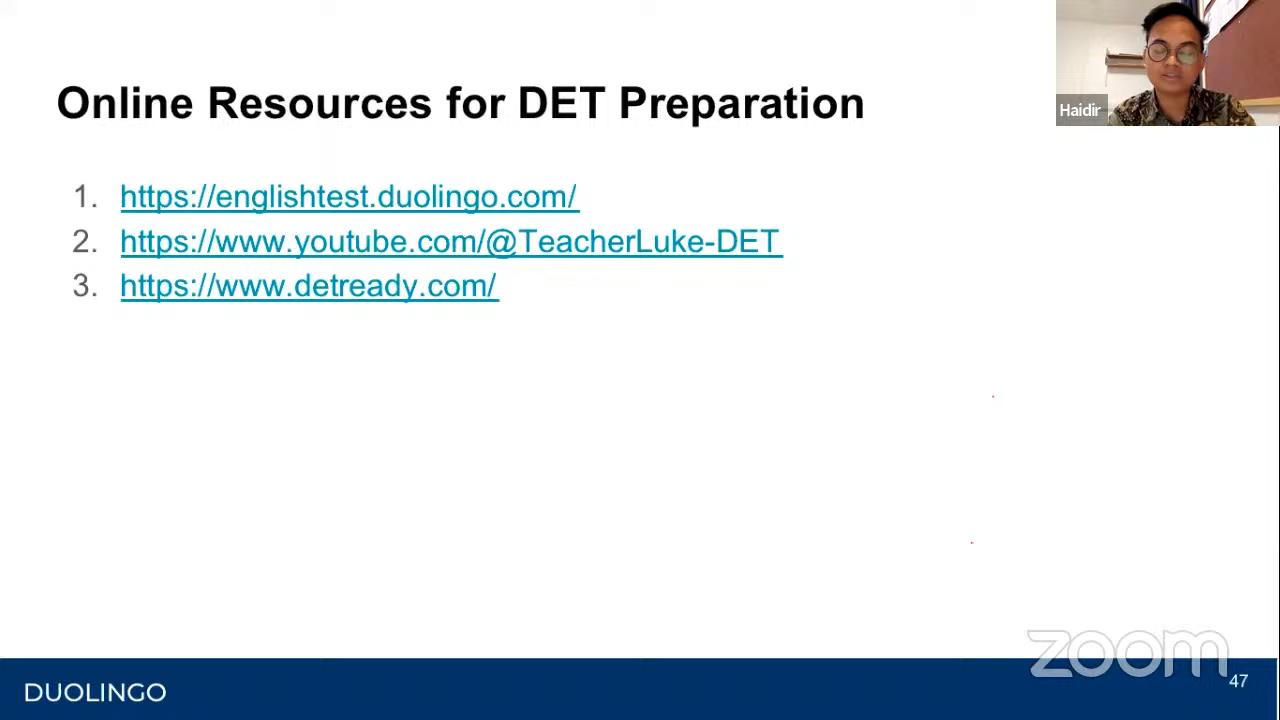 Online Resources for DET Preparation
Haidir
1. https://englishtest.duolingo.com/
2. https://www.youtube.com/@TeacherLuke-DET
3. https://www.detready.com/
zoom
DUOLINGO
47